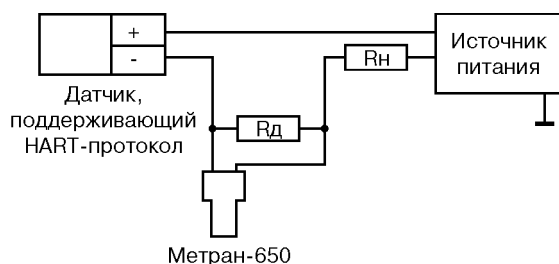 +
-
Датчик,
поддерживающий
HART-протокол
Rн
Источник
питания
Rд
Метран-650